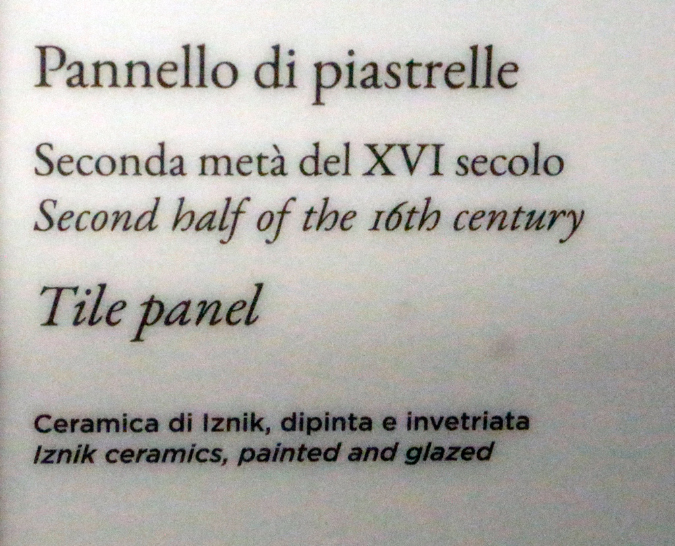 Pannello di piastrelle
Seconda metà del XVI secolo
Second half of the 16th century
Tile panel
Ceramica di Iznik, dipinta e invetriata
Iznik ceramics, painted and glazed